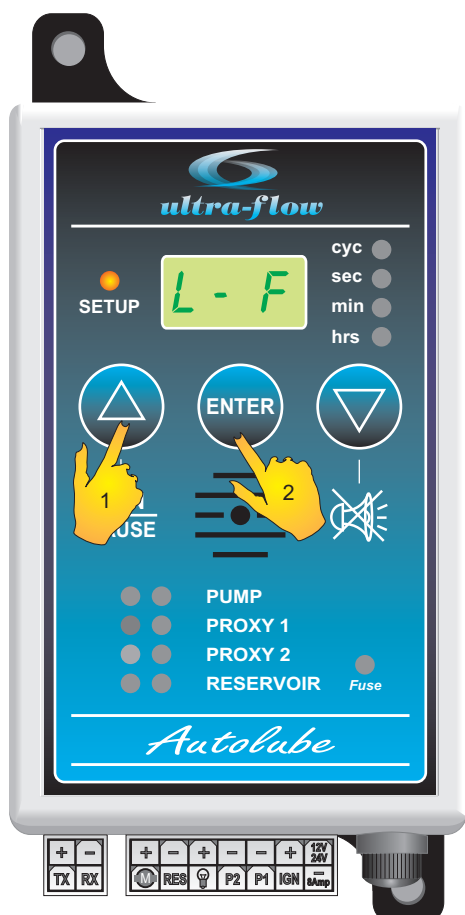 ultra-flow
cyc
sec
min
hrs
SETUP
L- F
ENTER
1
2
PUMP
PROXY 1
PROXY 2
RESERVOIR
Fuse
Autolube
+ - + - + - - + 12V 24V
TX RX M RES P2 P1 IGN 8Amp